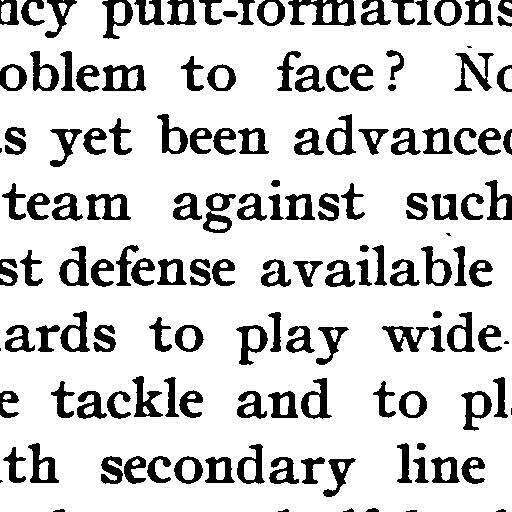 ncy punt-formations
oblem to face? No
s yet been advanced
team against such
st defense available
ards to play wide
e tackle and to pl
th secondary line